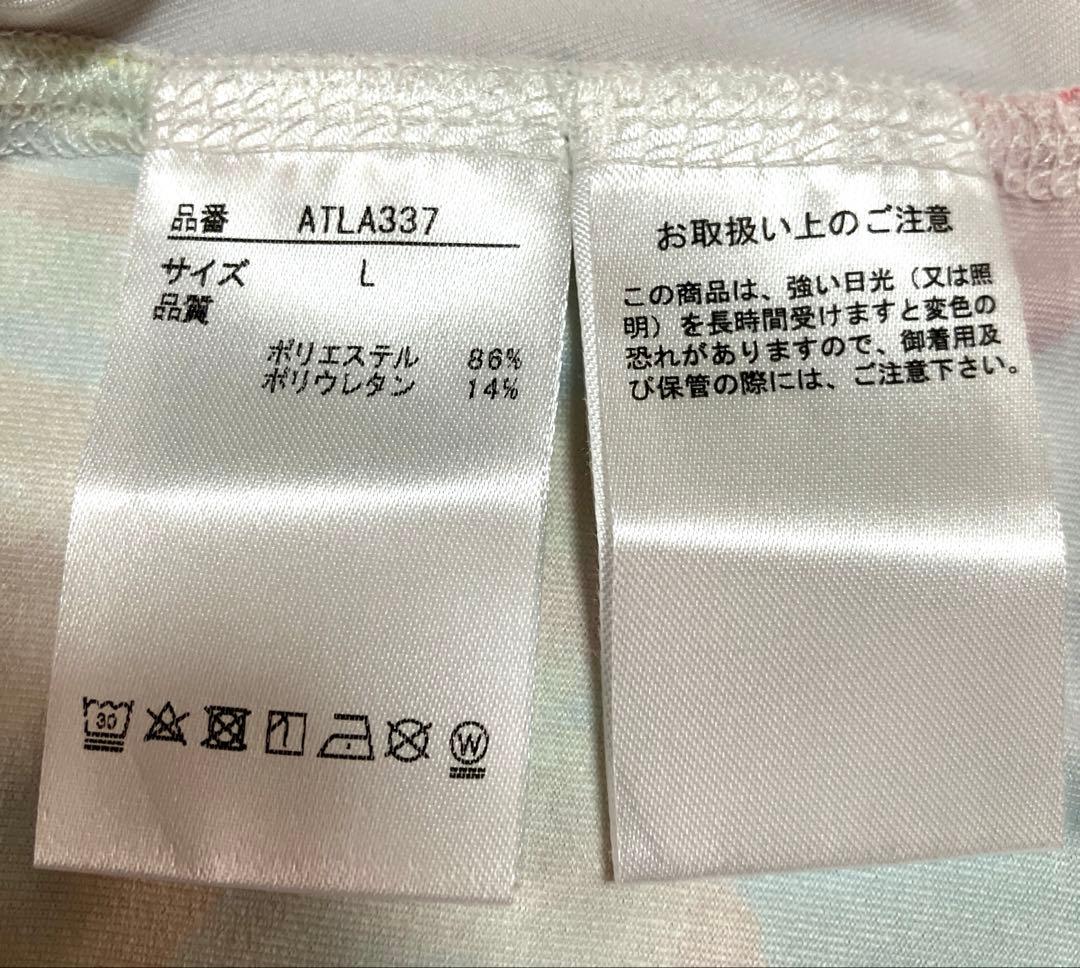 品番 ATLA337
サイズ L
品質
ポリエステル 86%
ポリウレタン 14%
30
W
お取扱い上のご注意
この商品は、強い日光（又は照
明）を長時間受けますと変色の
恐れがありますので、御着用及
び保管の際には、ご注意下さい。